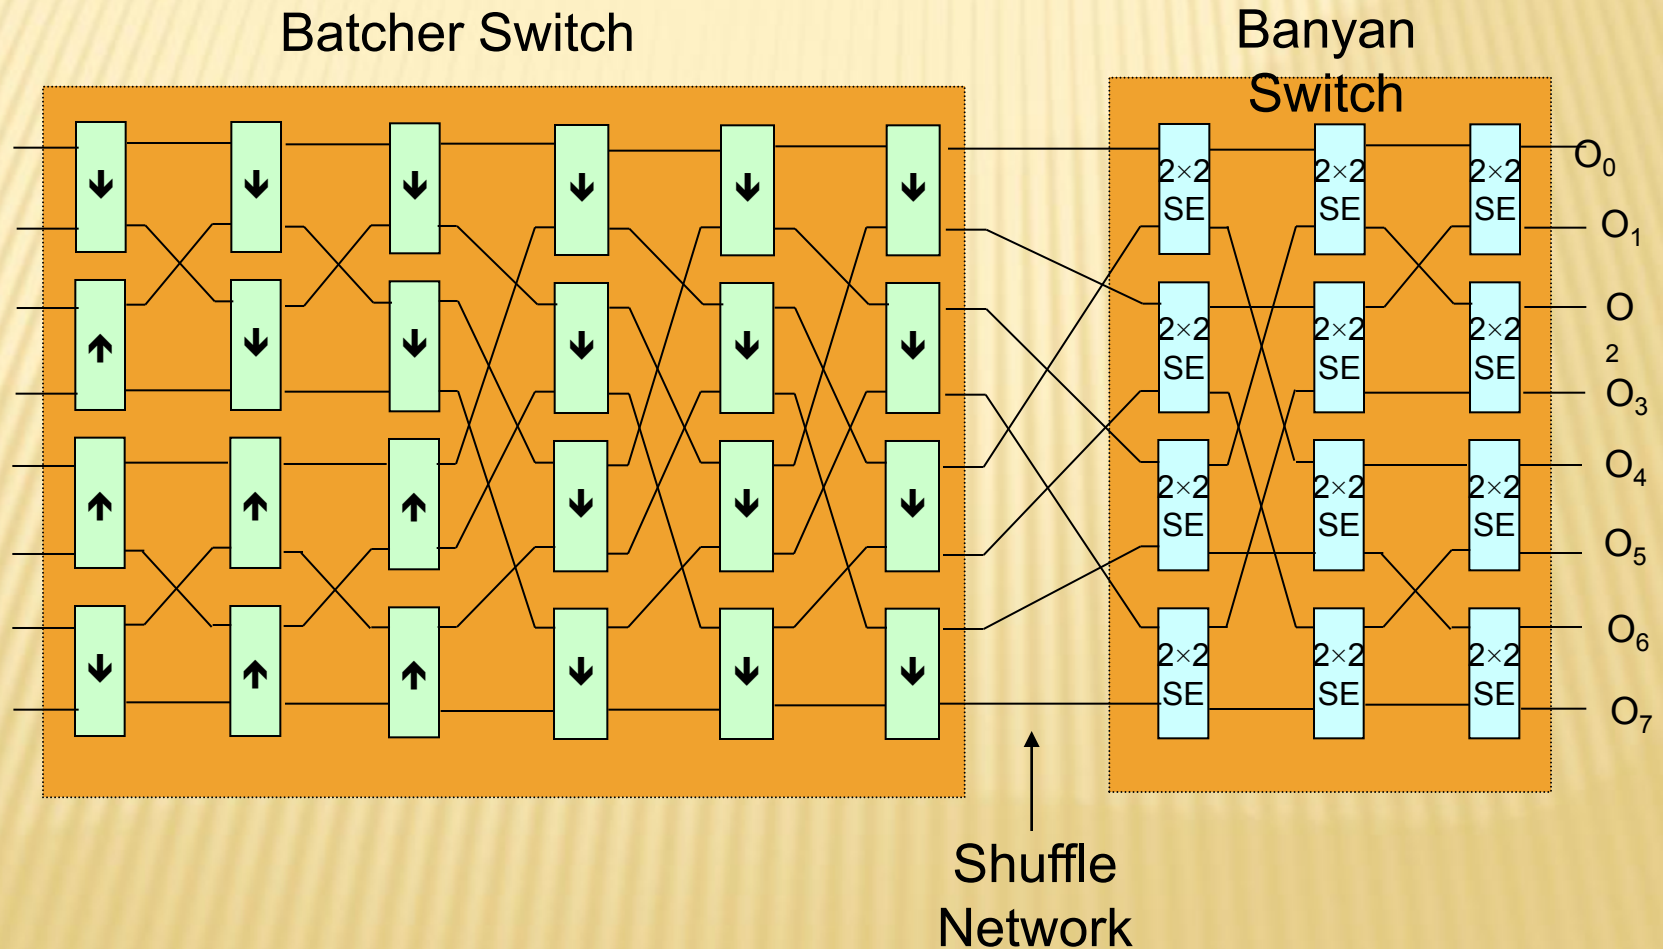 Batcher Switch
Banyan
Switch
↓ ↓ ↓ ↓ ↓ ↓
↑ ↓ ↓ ↓ ↓ ↓
↑ ↑ ↑ ↓ ↓ ↓
↓ ↑ ↑ ↓ ↓ ↓
2×2 2×2 2×2
SE SE SE
2×2 2×2 2×2
SE SE SE
2×2 2×2 2×2
SE SE SE
2×2 2×2 2×2
SE SE SE
O0
O1
O
2
O3
O4
O5
O6
O7
Shuffle
Network